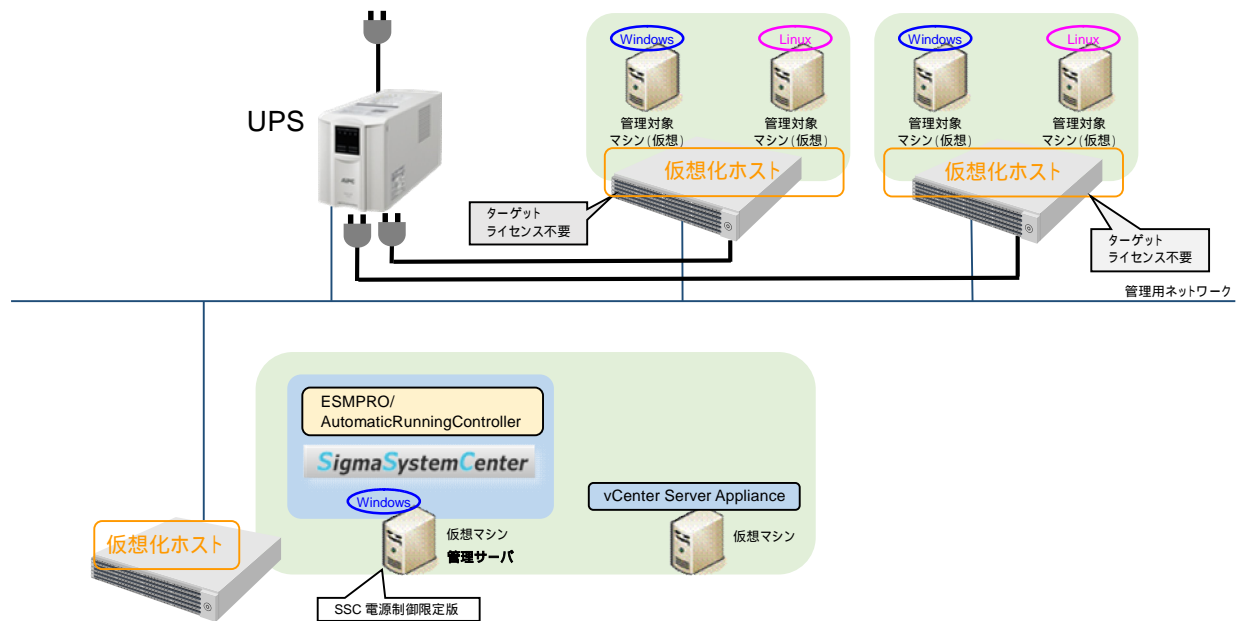 UPS
APC
Windows
Linux
管理対象
マシン(仮想)
管理対象
マシン(仮想)
仮想化ホスト
ターゲット
ライセンス不要
Windows
Linux
管理対象
マシン(仮想)
管理対象
マシン(仮想)
仮想化ホスト
ターゲット
ライセンス不要
管理用ネットワーク
ESMPRO/
AutomaticRunningController
SigmaSystemCenter
Windows
仮想マシン
管理サーバ
SSC 電源制御限定版
vCenter Server Appliance
仮想マシン
仮想化ホスト